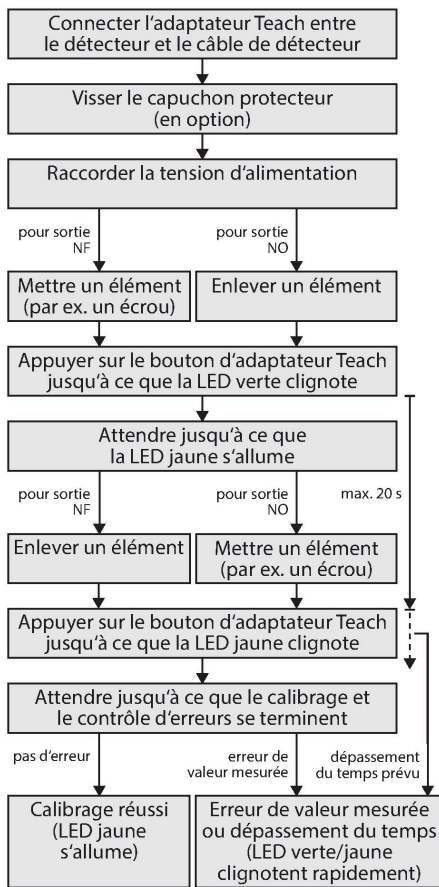 Connecter l‘adaptateur Teach entre
le détecteur et le câble de détecteur
Visser le capuchon protecteur
(en option)
Raccorder la tension d‘alimentation
pour sortie
NF
pour sortie
NO
Mettre un élément
(par ex. un écrou)
Enlever un élément
Appuyer sur le bouton d‘adaptateur Teach
jusqu‘à ce que la LED verte clignote
Attendre jusqu‘à ce que
la LED jaune s‘allume
pour sortie
NF
pour sortie
NO
max. 20 s
Enlever un élément
Mettre un élément
(par ex. un écrou)
Appuyer sur le bouton d‘adaptateur Teach
jusqu‘à ce que la LED jaune clignote
Attendre jusqu‘à ce que le calibrage et
le contrôle d‘erreurs se terminent
pas d‘erreur
erreur de
valeur mesurée
dépassement
du temps prévu
Calibrage réussi
(LED jaune
s‘allume)
Erreur de valeur mesurée
ou dépassement du temps
(LED verte/jaune
clignotent rapidement)